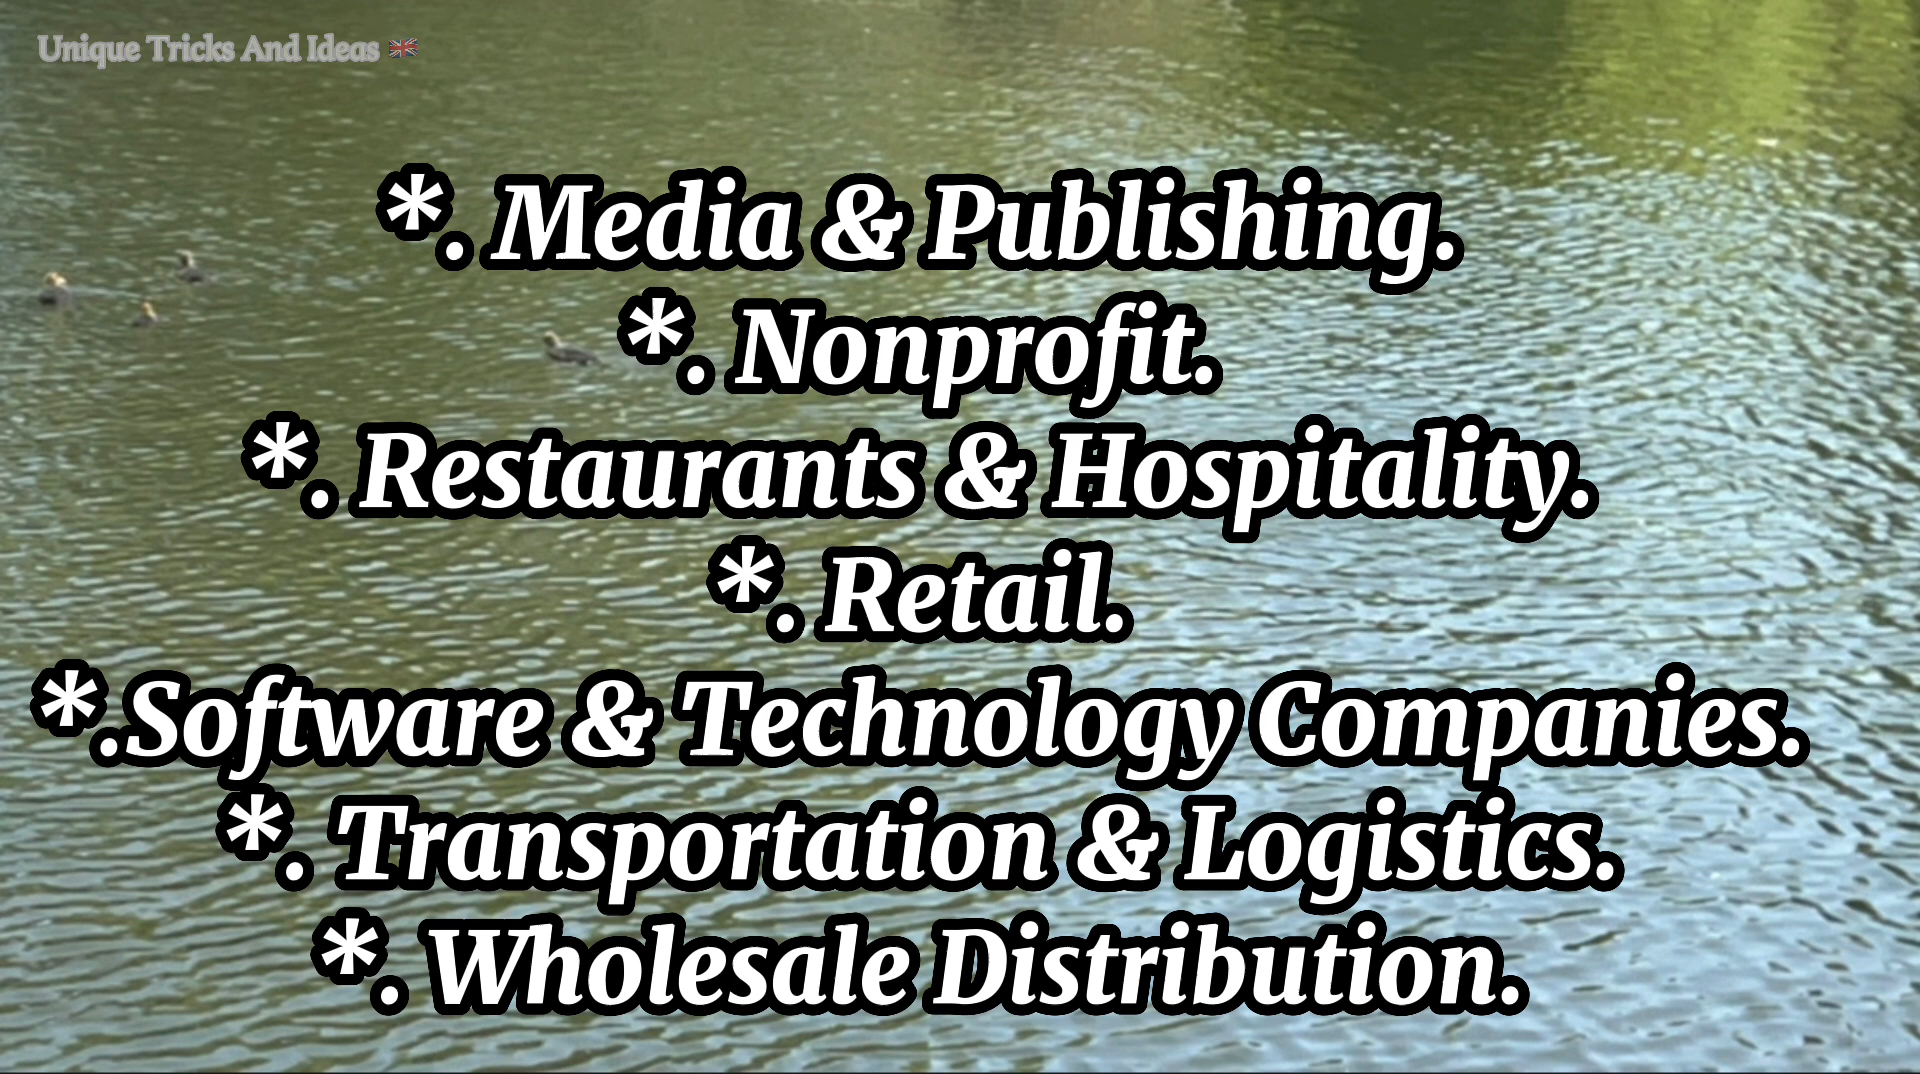 Unique Tricks And Ideas 🇬🇧
*. Media & Publishing.
*. Nonprofit.
*. Restaurants & Hospitality.
*. Retail.
*.Software & Technology Companies.
*. Transportation & Logistics.
*. Wholesale Distribution.